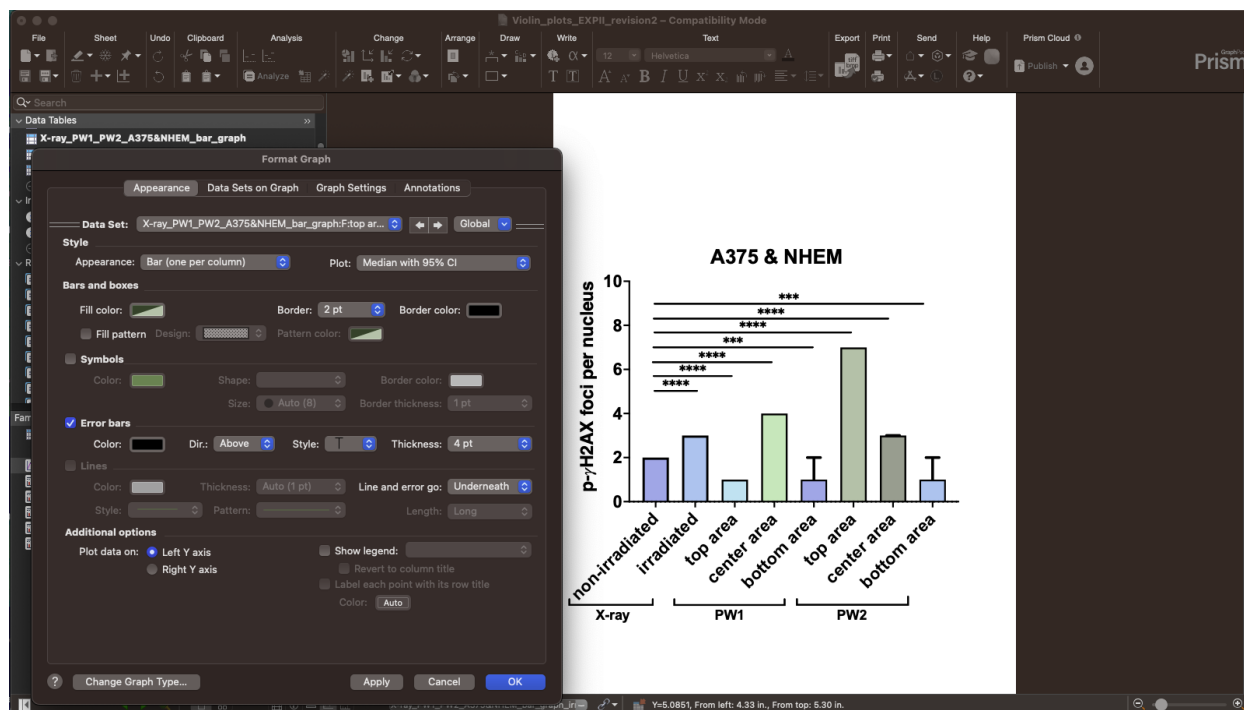 Violin_plots_EXPII_revision2 – Compatibility Mode
File Sheet Undo Clipboard Analysis Change Arrange Draw Write Text Export Print Send Help Prism Cloud
12 Helvetica
Analyze
T B I U
Publish
GraphPad
Prism
Search
Data Tables
X-ray_PW1_PW2_A375&NHEM_bar_graph
Format Graph
Appearance Data Sets on Graph Graph Settings Annotations
Data Set: X-ray_PW1_PW2_A375&NHEM_bar_graph:F:top ar... Global
Style
Appearance: Bar (one per column) Plot: Median with 95% CI
Bars and boxes
Fill color: Border: 2 pt Border color:
Fill pattern Design: Pattern color:
Symbols
Color: Shape: Border color:
Size: Auto (8) Border thickness: 1 pt
Error bars
Color: Dir.: Above Style: Thickness: 4 pt
Lines
Color: Thickness: Auto (1 pt) Line and error go: Underneath
Style: Pattern: Length: Long
Additional options
Plot data on: Left Y axis Show legend:
Right Y axis Revert to column title
Label each point with its row title
Color: Auto
? Change Graph Type... Apply Cancel OK
A375 & NHEM
p-γH2AX foci per nucleus
10
8
6
4
2
0
***
****
****
***
****
****
****
non-irradiated
irradiated
top area
center area
bottom area
top area
center area
bottom area
X-ray PW1 PW2
Y=5.0851, From left: 4.33 in., From top: 5.30 in.